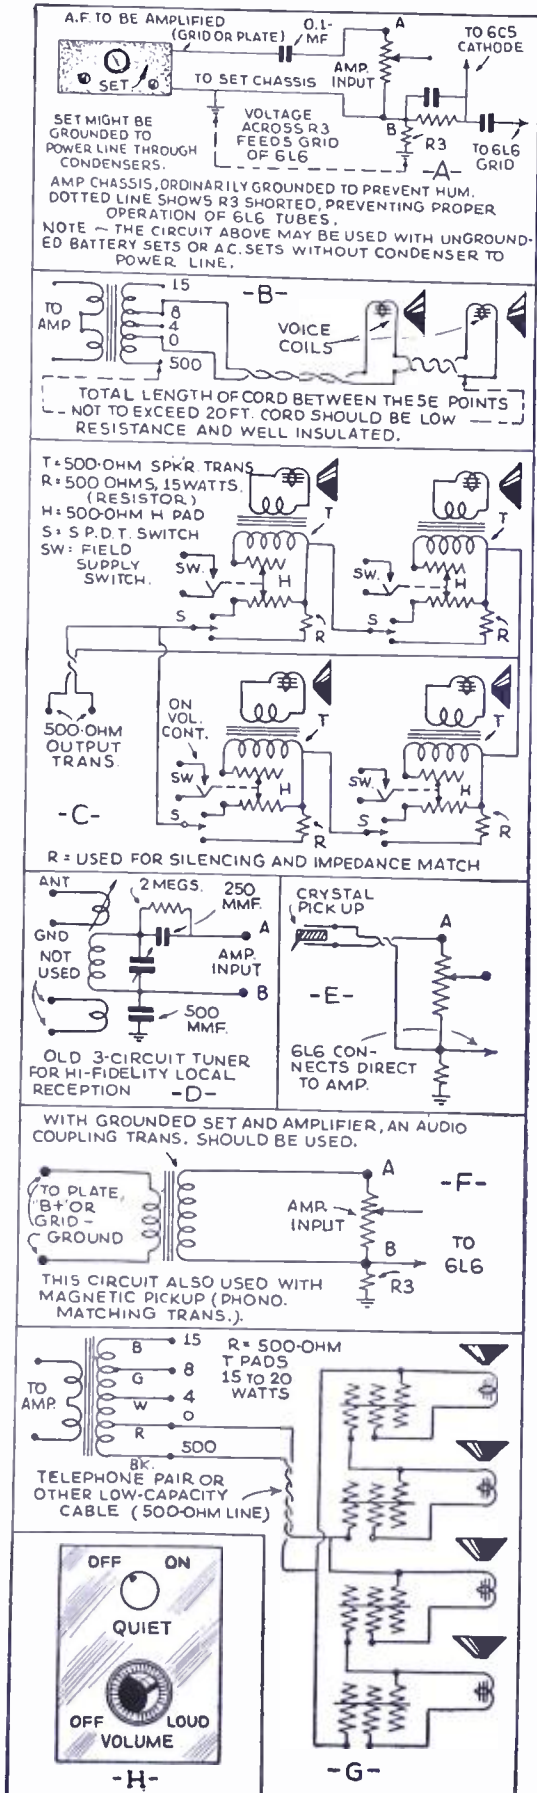 A.F. TO BE AMPLIFIED
(GRID OR PLATE)
0.1-
MF
A
TO 6C5
CATHODE
AMP.
INPUT
SET
TO SET CHASSIS
SET MIGHT BE
GROUNDED TO
POWER LINE THROUGH
CONDENSERS.
VOLTAGE
ACROSS R3
FEEDS GRID
OF 6L6
B
R3
TO 6L6
GRID
-A-
AMP CHASSIS, ORDINARILY GROUNDED TO PREVENT HUM.
DOTTED LINE SHOWS R3 SHORTED, PREVENTING PROPER
OPERATION OF 6L6 TUBES.
NOTE ~ THE CIRCUIT ABOVE MAY BE USED WITH UNGROUND-
ED BATTERY SETS OR A.C. SETS WITHOUT CONDENSER TO
POWER LINE.
-B-
TO
AMP
15
8
4
0
500
VOICE
COILS
TOTAL LENGTH OF CORD BETWEEN THESE POINTS
NOT TO EXCEED 20 FT. CORD SHOULD BE LOW
RESISTANCE AND WELL INSULATED.
T=500-OHM SPK'R. TRANS
R=500 OHMS, 15 WATTS.
(RESISTOR)
H=500-OHM H PAD
S= S.P.D.T. SWITCH
SW: FIELD
SUPPLY
SWITCH.
T
SW.
H
S
R
T
SW.
H
S
R
500-OHM
OUTPUT
TRANS.
ON
VOL.
CONT.
T
SW.
H
S
R
T
SW.
H
S
R
-C-
R = USED FOR SILENCING AND IMPEDANCE MATCH
ANT
GND
NOT
USED
2 MEGS.
250
MMF.
A
AMP.
INPUT
B
500
MMF.
OLD 3-CIRCUIT TUNER
FOR HI-FIDELITY LOCAL
RECEPTION
-D-
CRYSTAL
PICK UP
A
-E-
6L6 CON-
NECTS DIRECT
TO AMP.
WITH GROUNDED SET AND AMPLIFIER, AN AUDIO
COUPLING TRANS. SHOULD BE USED.
TO PLATE,
"B+" OR
GRID-
GROUND
A
AMP.
INPUT
B
R3
-F-
TO
6L6
THIS CIRCUIT ALSO USED WITH
MAGNETIC PICKUP (PHONO.
MATCHING TRANS.).
TO
AMP.
B
15
G
8
W
4
R
0
BK.
500
R = 500-OHM
T PADS
15 TO 20
WATTS
TELEPHONE PAIR OR
OTHER LOW-CAPACITY
CABLE (500-OHM LINE)
OFF
ON
QUIET
OFF
LOUD
VOLUME
-H-
-G-